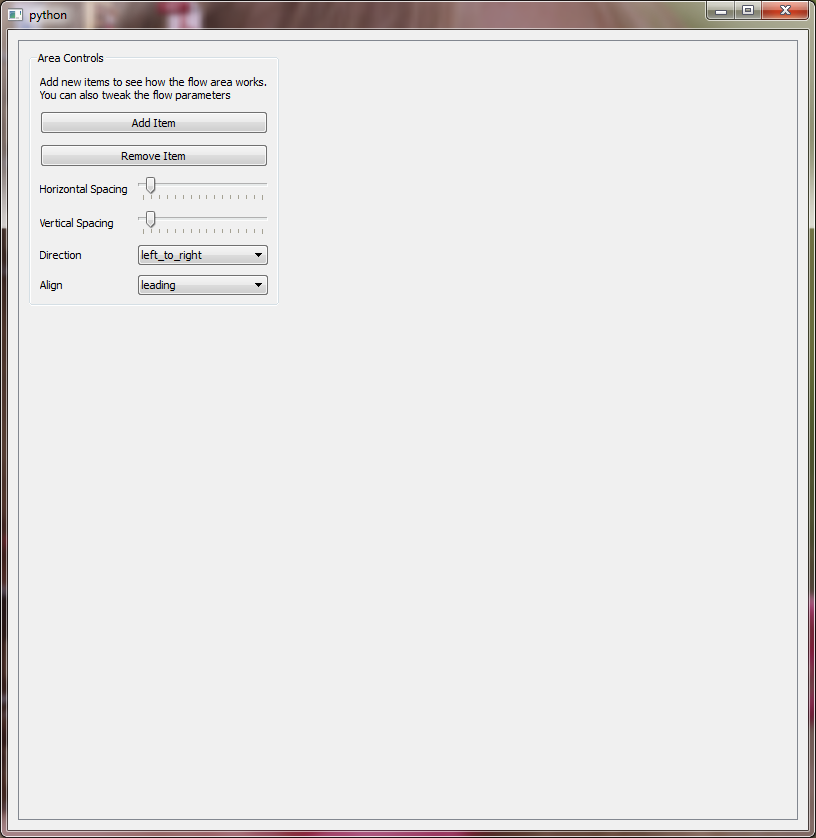 python
Area Controls
Add new items to see how the flow area works.
You can also tweak the flow parameters
Add Item
Remove Item
Horizontal Spacing
Vertical Spacing
Direction left_to_right
Align leading